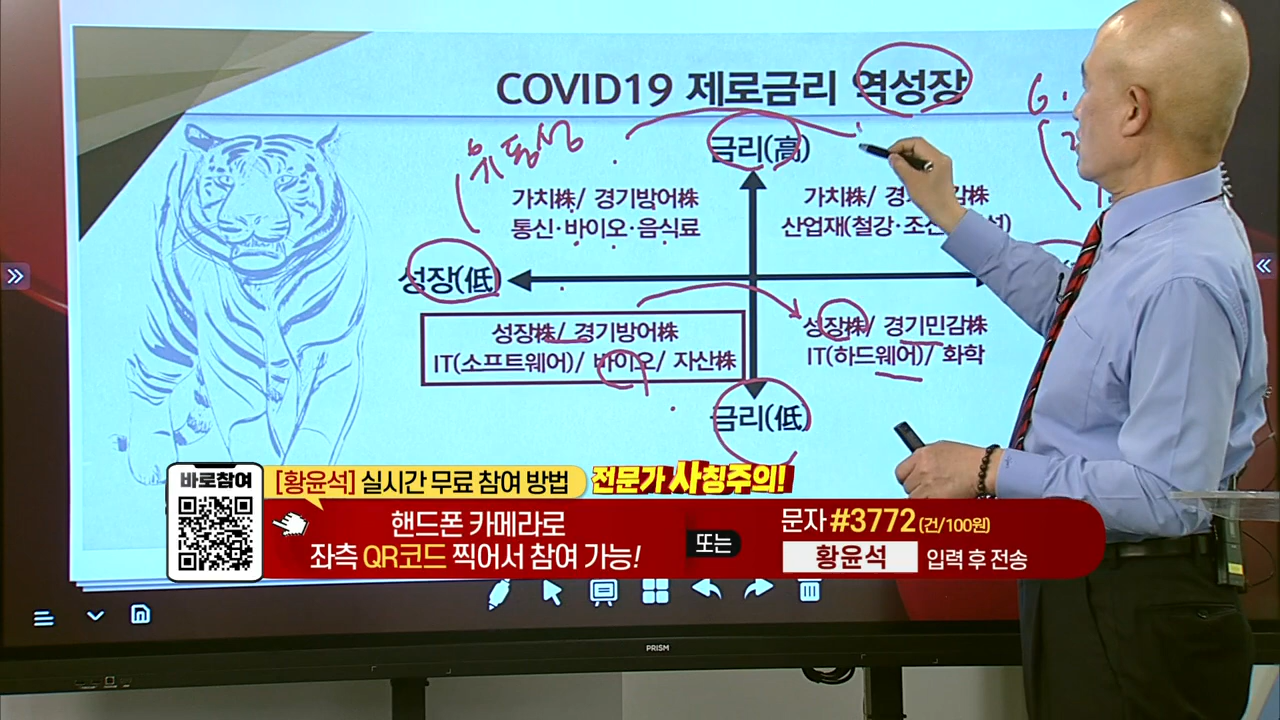 COVID19 제로금리 역성장
유동성
6.
금리(高)
가치株/ 경기방어株
통신·바이오·음식료
가치株/
산업재(철강·조선
성장(低)
성장株/ 경기방어株
IT(소프트웨어)/ 바이오/ 자산株
성장株/ 경기민감株
IT(하드웨어)/ 화학
금리(低)
바로참여
[황윤석] 실시간 무료 참여 방법
전문가 사칭주의!
핸드폰 카메라로
좌측 QR코드 찍어서 참여 가능!
또는
문자 #3772 (건/100원)
황윤석 입력 후 전송
PRISM